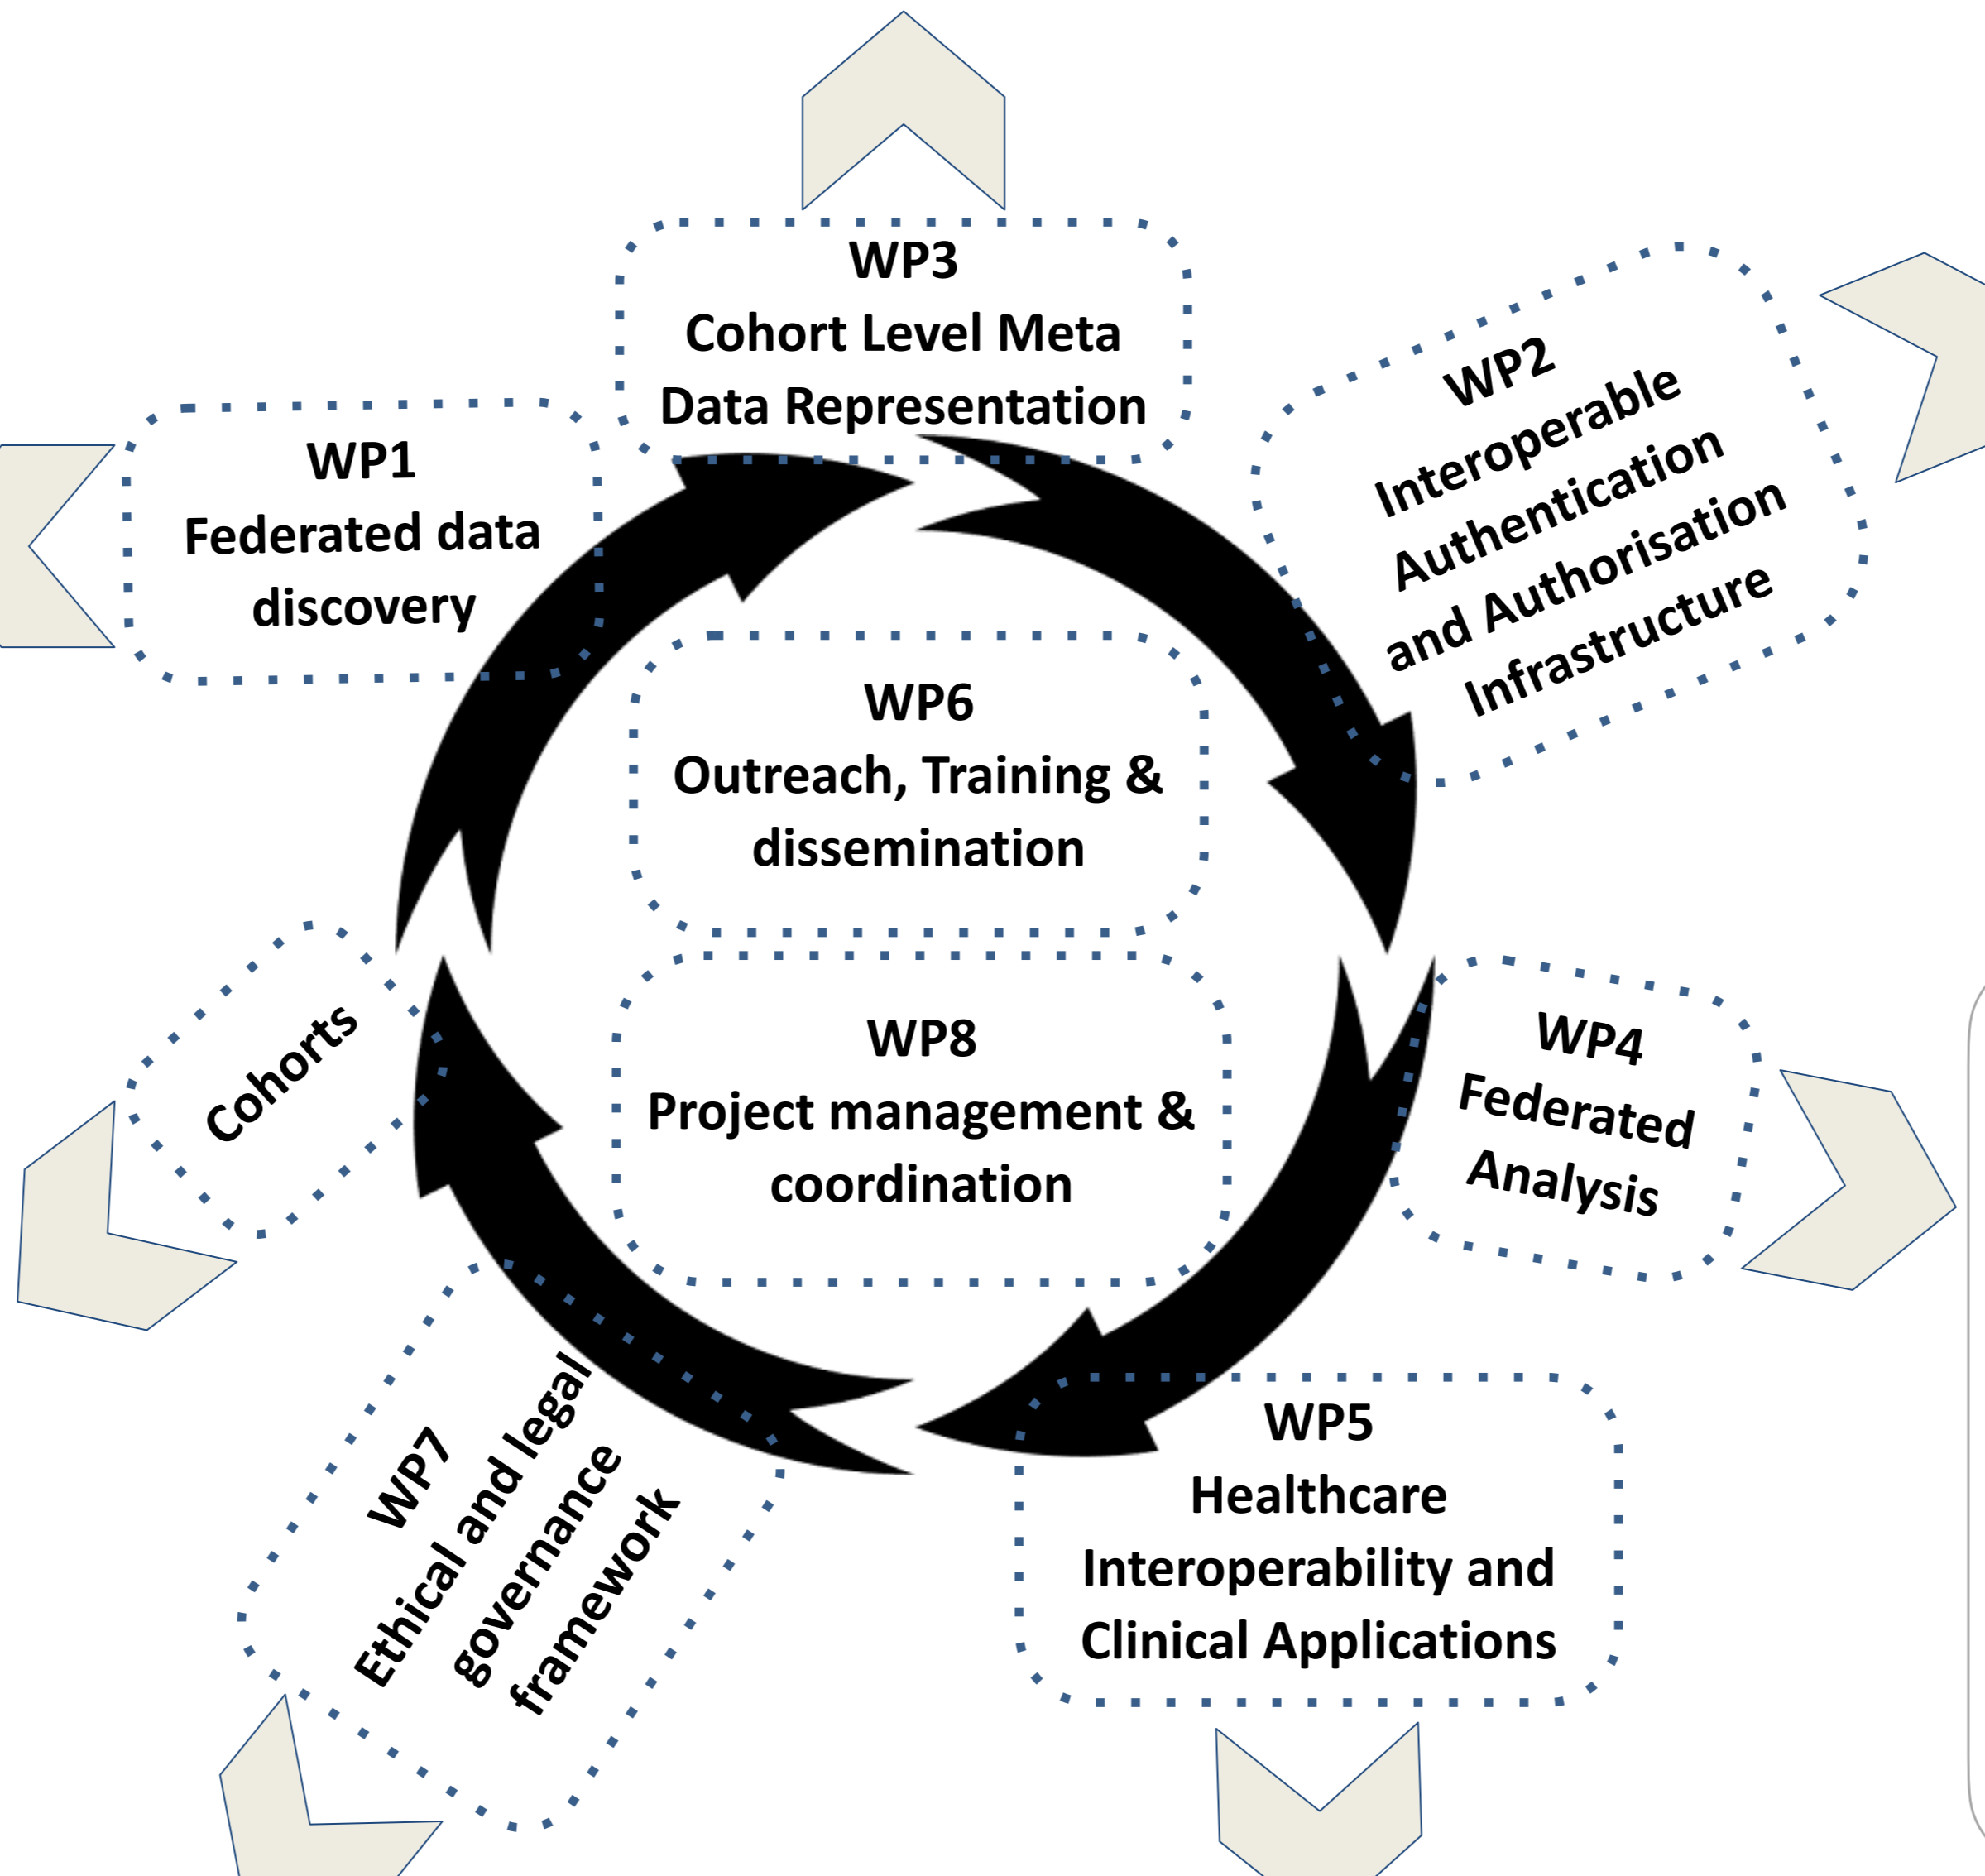 WP3
Cohort Level Meta
Data Representation
WP1
Federated data
discovery
WP2
Interoperable
Authentication
and Authorisation
Infrastructure
WP6
Outreach, Training &
dissemination
Cohorts
WP8
Project management &
coordination
WP4
Federated
Analysis
WP7
Ethical and legal
governance
framework
WP5
Healthcare
Interoperability and
Clinical Applications